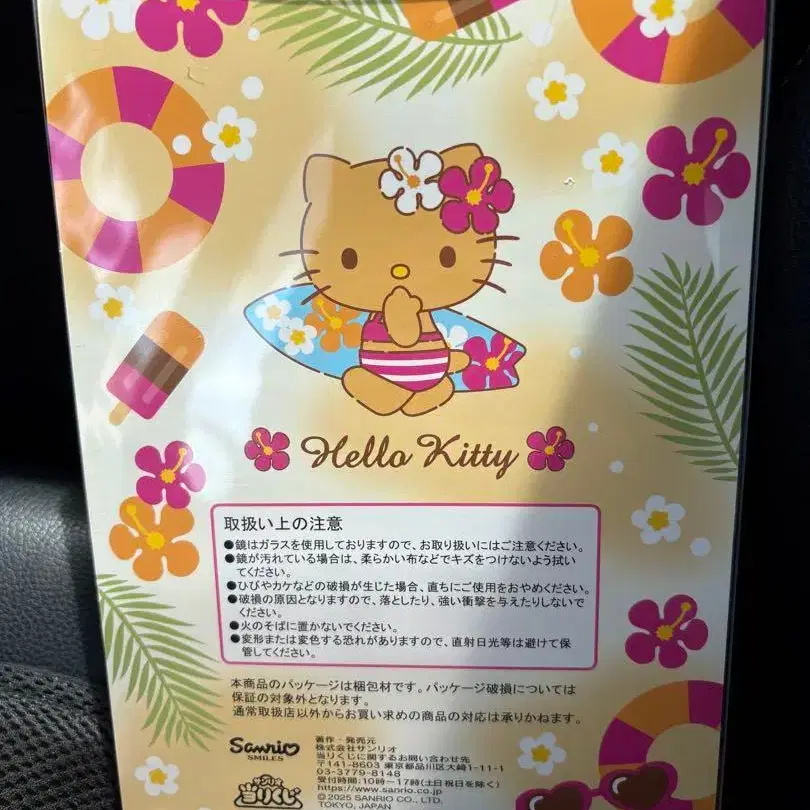 Hello Kitty
取扱い上の注意
●鏡はガラスを使用しておりますので、お取り扱いにはご注意ください。
●鏡が汚れている場合は、柔らかい布などでキズをつけないよう拭い
てください。
●ひびやカケなどの破損が生じた場合、直ちにご使用をおやめください。
●破損の原因となりますので、落としたり、強い衝撃を与えたりしないで
ください。
●火のそばに置かないでください。
●変形または変色する恐れがありますので、直射日光等は避けて保
管してください。
本商品のパッケージは梱包材です。パッケージ破損については
保証の対象外となります。
通常取扱店以外からお買い求めの商品の対応は承りかねます。
Sanrio
SMILES
サンリオ
当りくじ
著作・発売元
株式会社サンリオ
当りくじに関するお問い合わせ先
〒141-8603 東京都品川区大崎1-11-1
03-3779-8148
受付時間:10時〜17時(土日祝日を除く)
https://www.sanrio.co.jp
©2025 SANRIO CO., LTD.
TOKYO, JAPAN